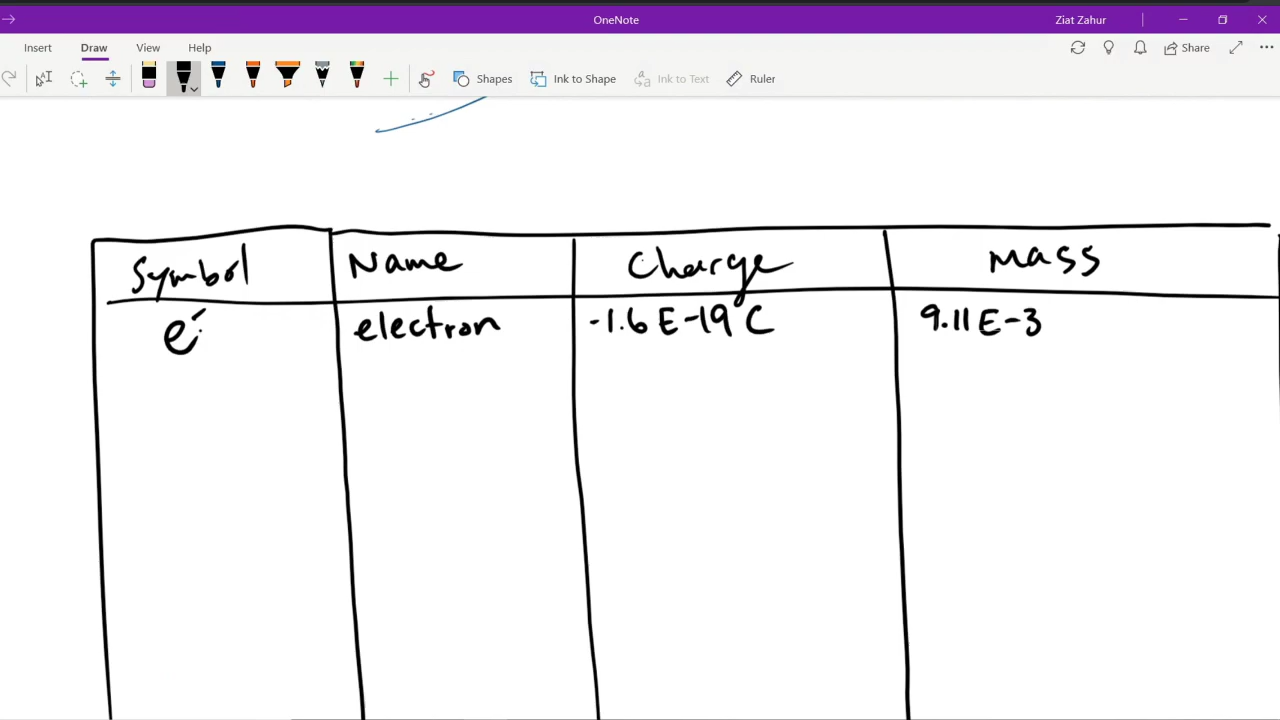 OneNote
Ziat Zahur
Insert Draw View Help
Share
Shapes Ink to Shape Ink to Text Ruler
Symbol Name Charge Mass
e⁻ electron -1.6 E-19 C 9.11 E-3